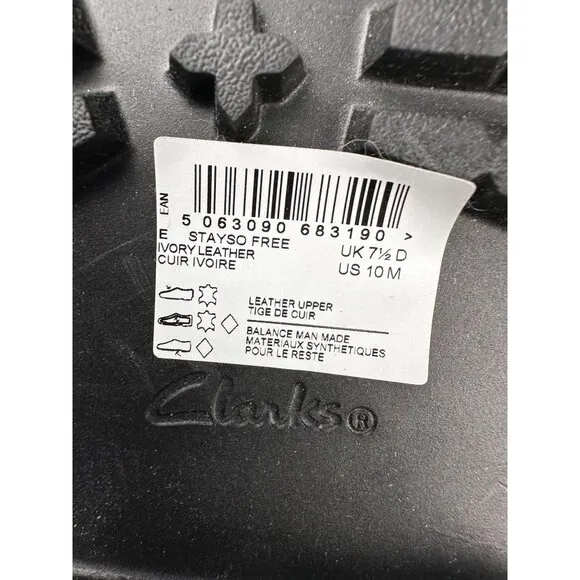 EAN
5 063090 683190 >
E STAYSO FREE UK 7½ D
IVORY LEATHER US 10 M
CUIR IVOIRE
LEATHER UPPER
TIGE DE CUIR
BALANCE MAN MADE
MATERIAUX SYNTHETIQUES
POUR LE RESTE
Clarks®